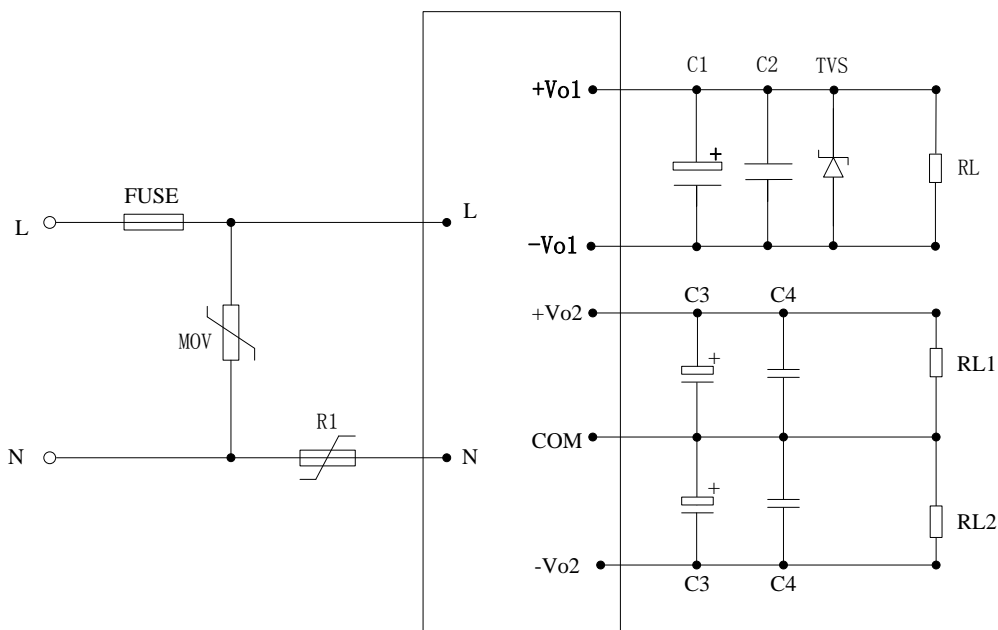 C1 C2 TVS
+Vo1
RL
FUSE
L
L
-Vo1
C3 C4
+Vo2
MOV
RL1
R1
COM
N
N
RL2
-Vo2
C3 C4